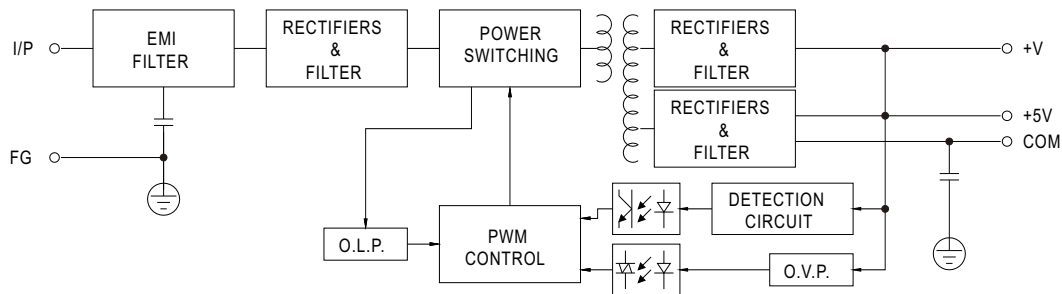 I/P
EMI
FILTER
RECTIFIERS
&
FILTER
POWER
SWITCHING
RECTIFIERS
&
FILTER
+V
RECTIFIERS
&
FILTER
+5V
COM
FG
DETECTION
CIRCUIT
O.L.P.
PWM
CONTROL
O.V.P.